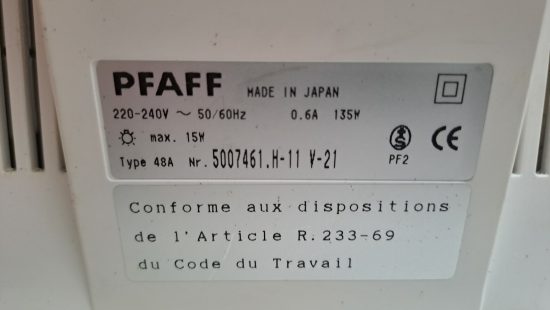 PFAFF MADE IN JAPAN
220-240V ~ 50/60Hz 0.6A 135W
max. 15W
Type 48A Nr. 5007461.H-11 V-21
S CE
PF2
Conforme aux dispositions
de l'Article R.233-69
du Code du Travail